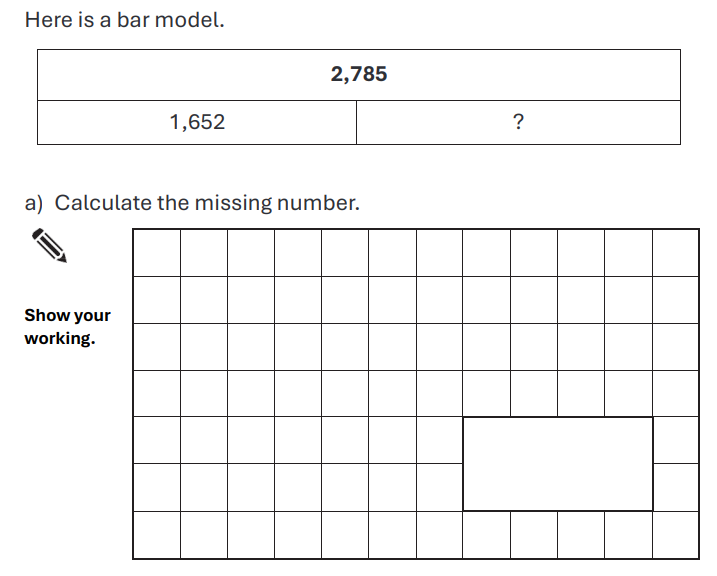 Here is a bar model.
2,785
1,652 ?
a) Calculate the missing number.
Show your
working.